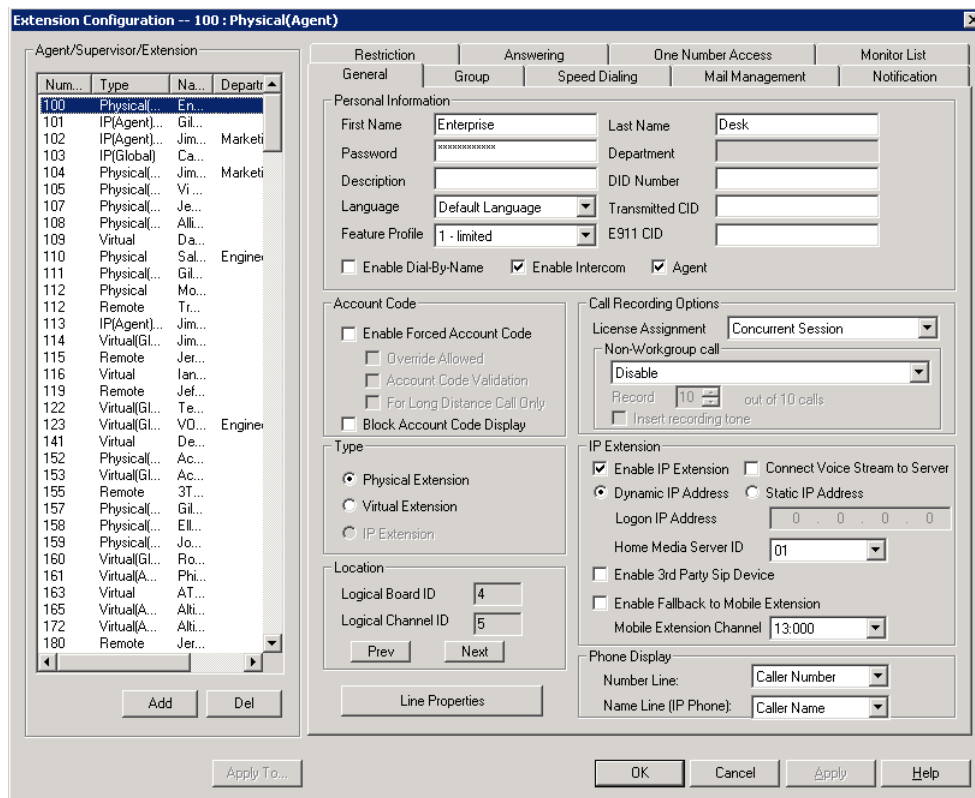 Extension Configuration -- 100 : Physical(Agent)
Agent/Supervisor/Extension
Num... Type Na... Departr
100 Physical(... En...
101 IP(Agent)... Gil...
102 IP(Agent)... Jim... Marketi
103 IP(Global) Ca...
104 Physical(... Jim... Marketi
105 Physical(... Vi ...
107 Physical(... Je...
108 Physical(... Alli...
109 Virtual Da...
110 Physical Sal... Enginee
111 Physical(... Gil...
112 Physical Mo...
112 Remote Tr...
113 IP(Agent)... Jim...
114 Virtual(Gl... Jim...
115 Remote Jer...
116 Virtual Ian...
119 Remote Jef...
122 Virtual(Gl... Te...
123 Virtual(Gl... VO... Enginee
141 Virtual De...
152 Physical(... Ac...
153 Virtual(Gl... Ac...
155 Remote 3T...
157 Physical(... Gil...
158 Physical(... Ell...
159 Physical(... Jo...
160 Virtual(Gl... Ro...
161 Virtual(A... Phi...
163 Virtual AT...
165 Virtual(A... Alti...
172 Virtual(A... Alti...
180 Remote Jer...
Add Del
Apply To...
Restriction Answering One Number Access Monitor List
General Group Speed Dialing Mail Management Notification
Personal Information
First Name Enterprise Last Name Desk
Password xxxxxxxxxxxx Department
Description DID Number
Language Default Language Transmitted CID
Feature Profile 1 - limited E911 CID
Enable Dial-By-Name Enable Intercom Agent
Account Code
Enable Forced Account Code
Override Allowed
Account Code Validation
For Long Distance Call Only
Block Account Code Display
Type
Physical Extension
Virtual Extension
IP Extension
Location
Logical Board ID 4
Logical Channel ID 5
Prev Next
Line Properties
Call Recording Options
License Assignment Concurrent Session
Non-Workgroup call
Disable
Record 10 out of 10 calls
Insert recording tone
IP Extension
Enable IP Extension Connect Voice Stream to Server
Dynamic IP Address Static IP Address
Logon IP Address 0 . 0 . 0 . 0
Home Media Server ID 01
Enable 3rd Party Sip Device
Enable Fallback to Mobile Extension
Mobile Extension Channel 13:000
Phone Display
Number Line: Caller Number
Name Line (IP Phone): Caller Name
OK Cancel Apply Help